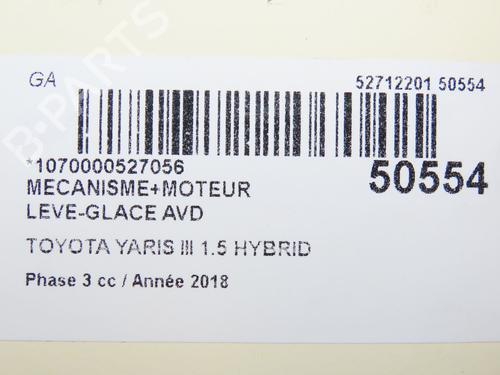 GA
52712201 50554
*1070000527056
50554
MECANISME+MOTEUR
LEVE-GLACE AVD
TOYOTA YARIS III 1.5 HYBRID
Phase 3 cc / Année 2018
B-PARTS